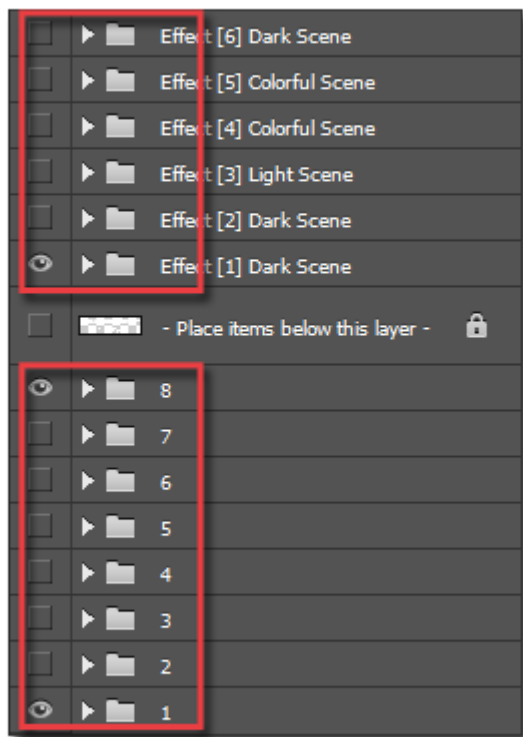 Effect [6] Dark Scene
Effect [5] Colorful Scene
Effect [4] Colorful Scene
Effect [3] Light Scene
Effect [2] Dark Scene
Effect [1] Dark Scene
- Place items below this layer -
8
7
6
5
4
3
2
1